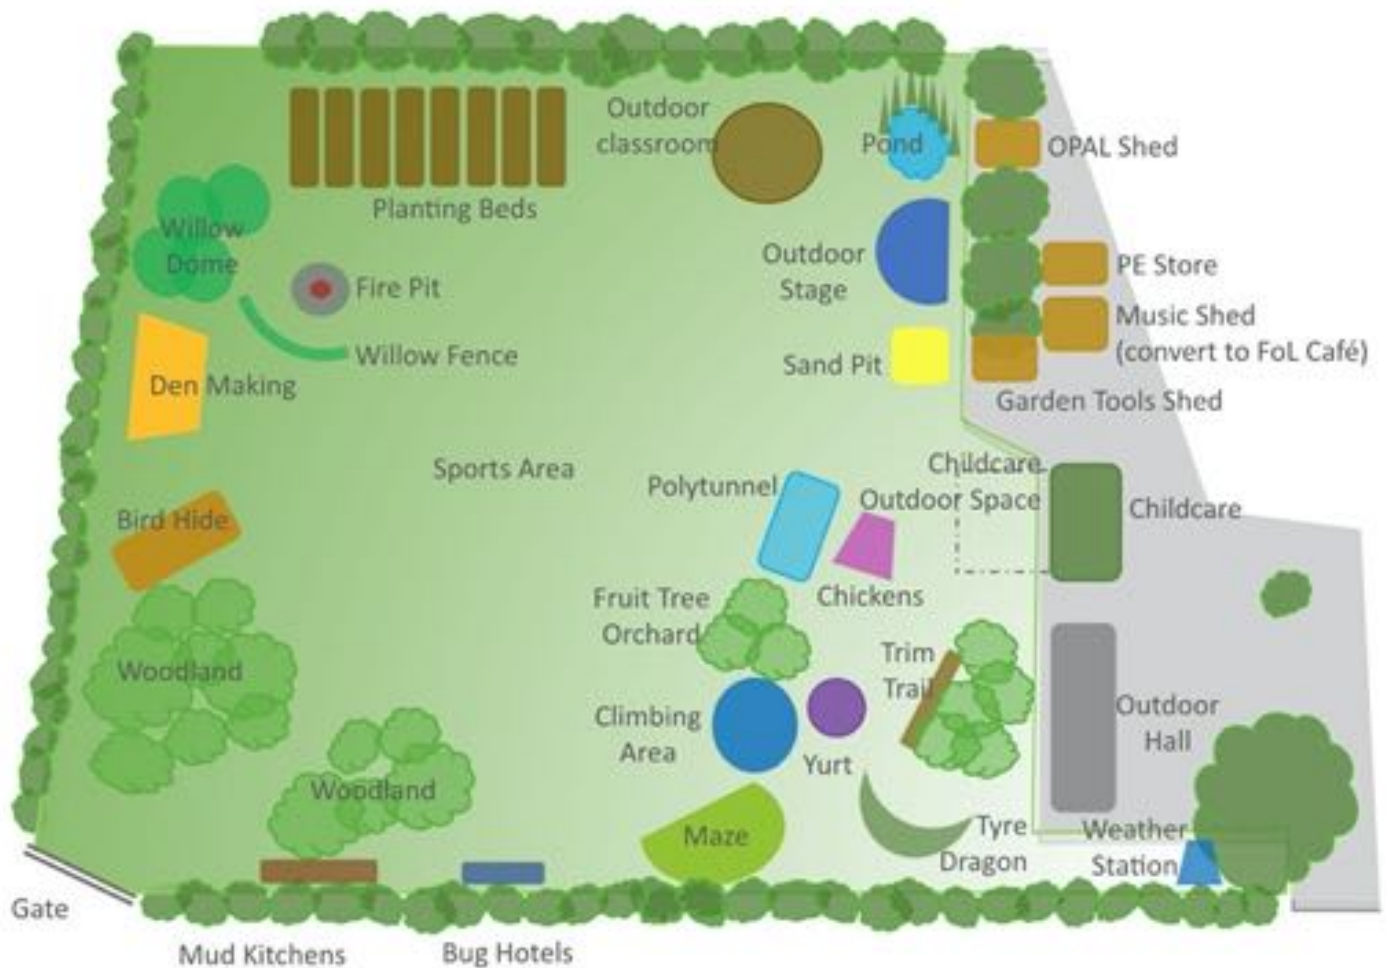 Outdoor
classroom
Pond
OPAL Shed
Planting Beds
Willow
Dome
Outdoor
Stage
PE Store
Fire Pit
Music Shed
(convert to FoL Café)
Willow Fence
Sand Pit
Den Making
Garden Tools Shed
Sports Area
Childcare
Outdoor Space
Polytunnel
Childcare
Bird Hide
Chickens
Fruit Tree
Orchard
Trim
Trail
Woodland
Climbing
Area
Outdoor
Hall
Yurt
Woodland
Maze
Tyre
Dragon
Weather
Station
Gate
Mud Kitchens
Bug Hotels